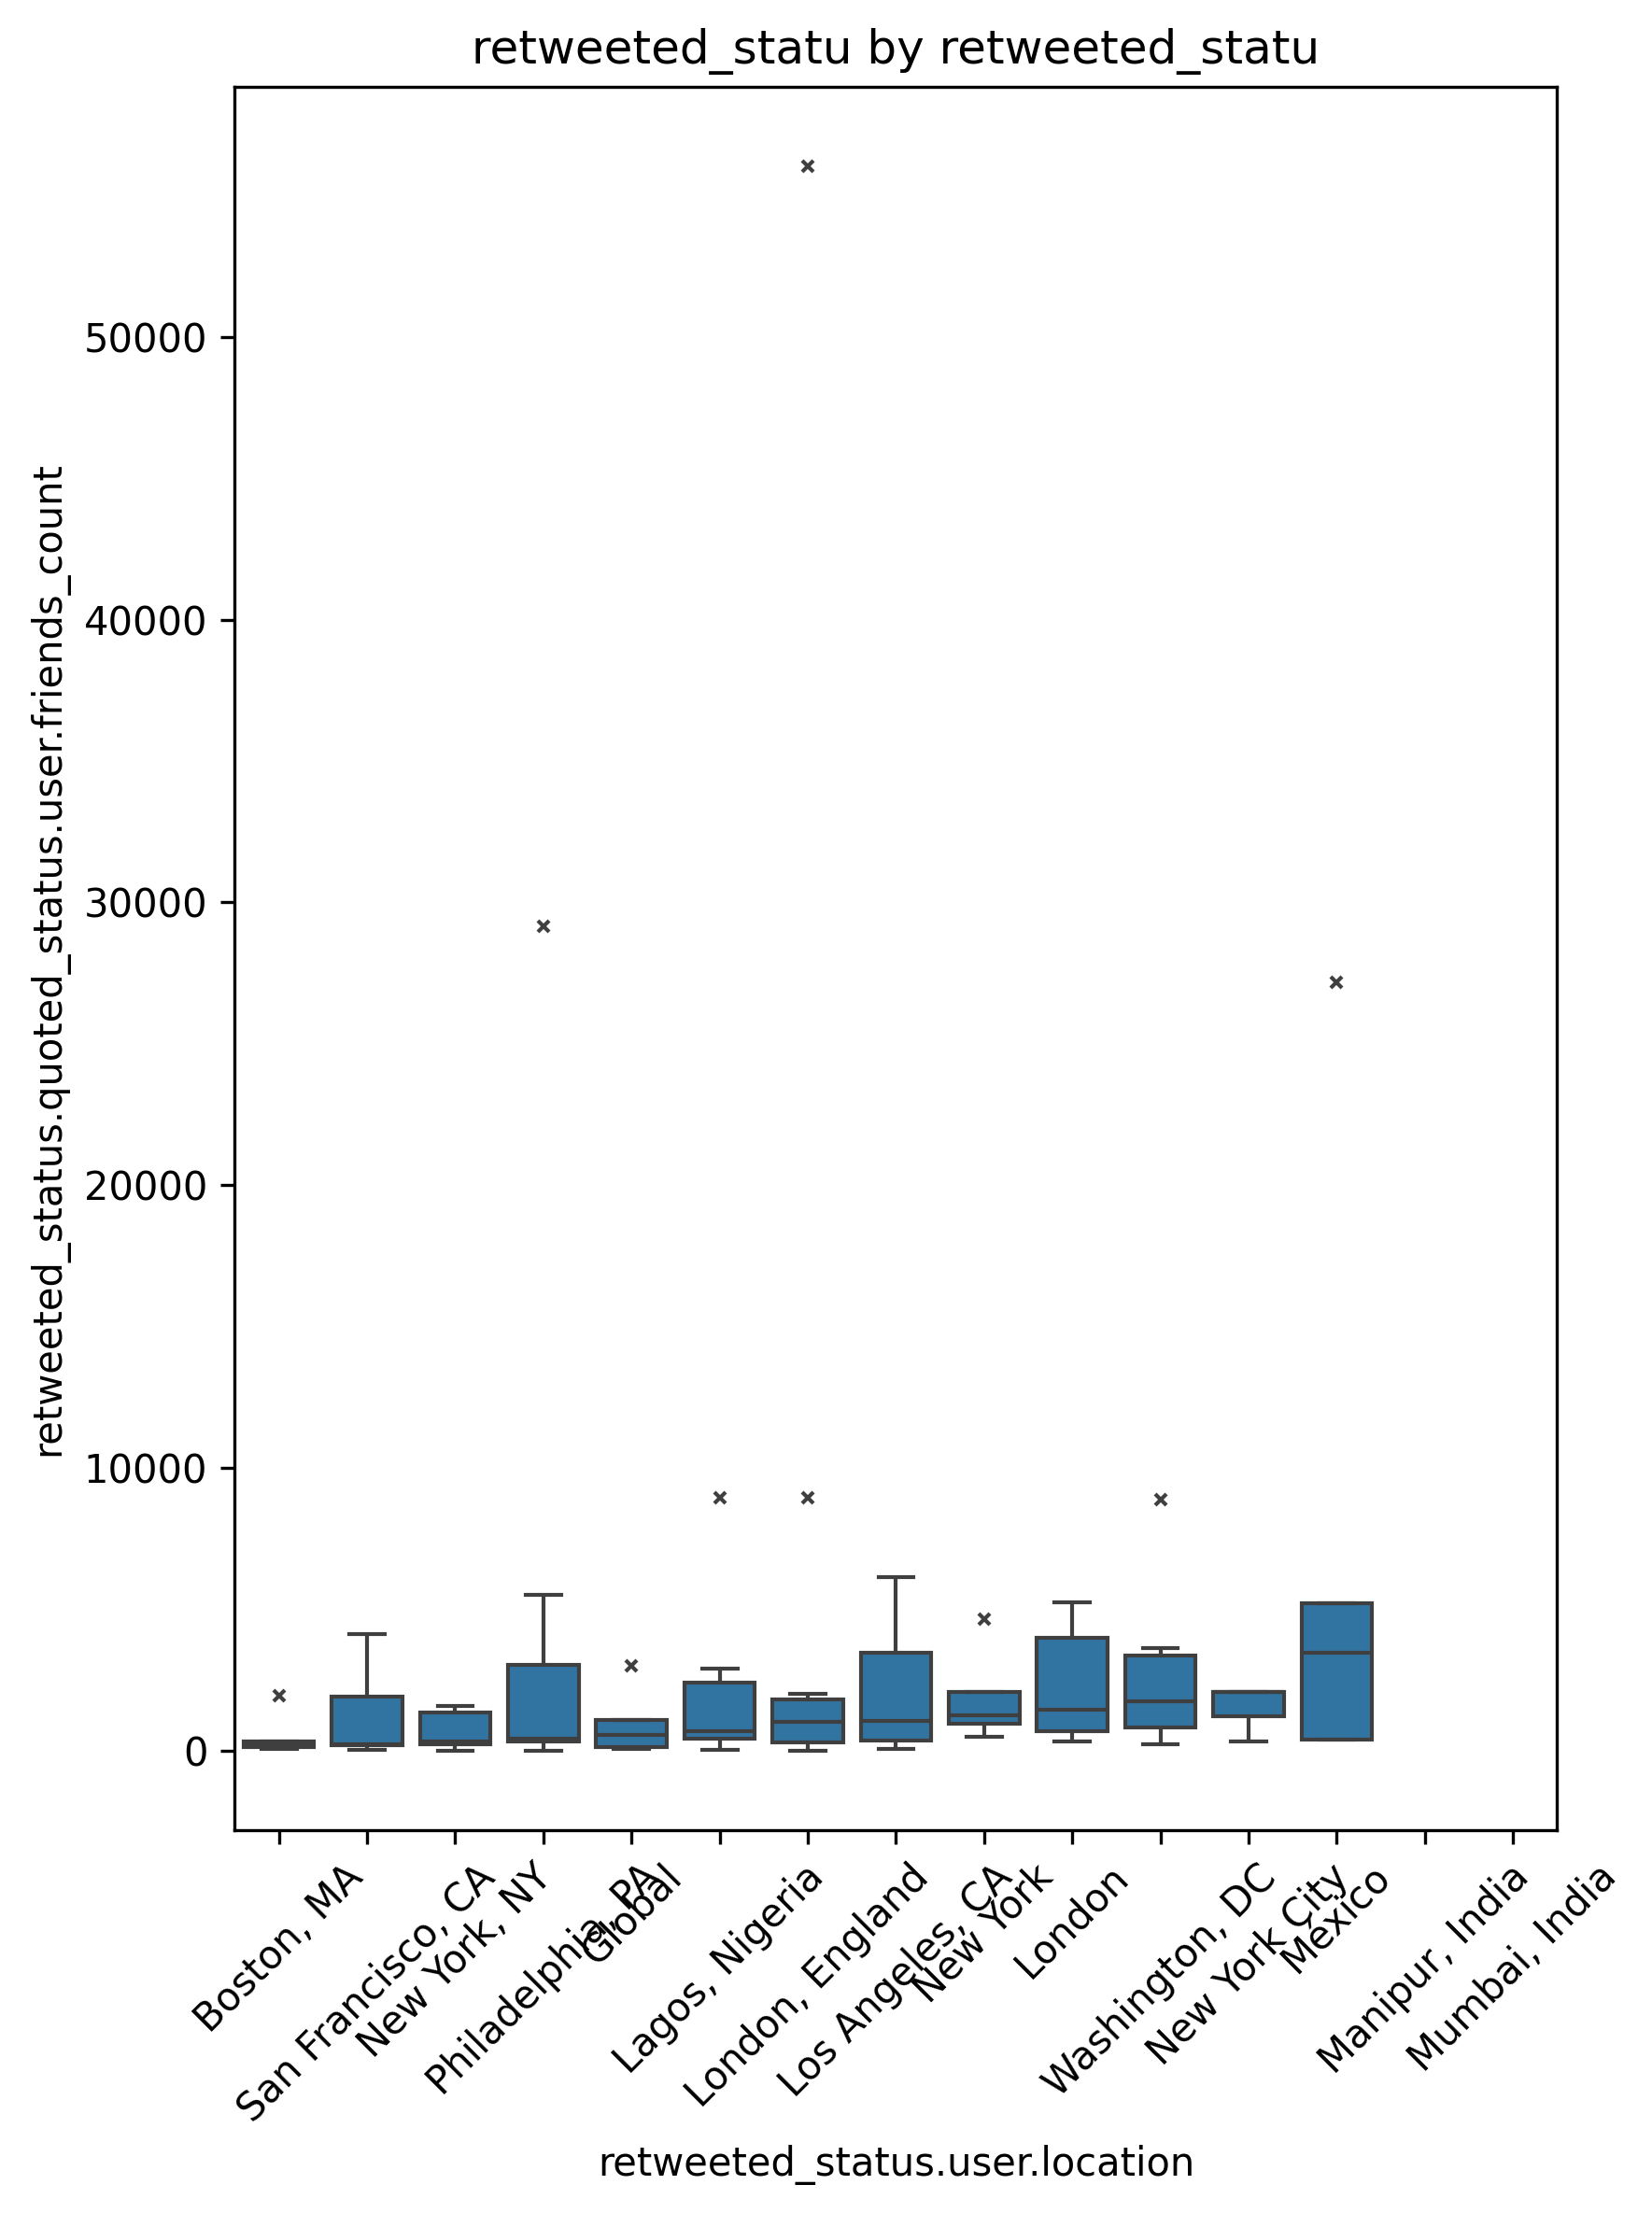 retweeted_statu by retweeted_statu
retweeted_status.quoted_status.user.friends_count
50000
40000
30000
20000
10000
0
Boston, MA
San Francisco, CA
New York, NY
Philadelphia, PA
Global
Lagos, Nigeria
London, England
Los Angeles, CA
New York
London
Washington, DC
New York City
México
Manipur, India
Mumbai, India
retweeted_status.user.location